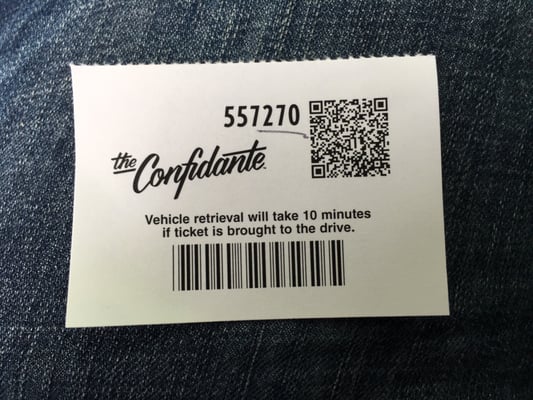 557270
the Confidante
Vehicle retrieval will take 10 minutes
if ticket is brought to the drive.